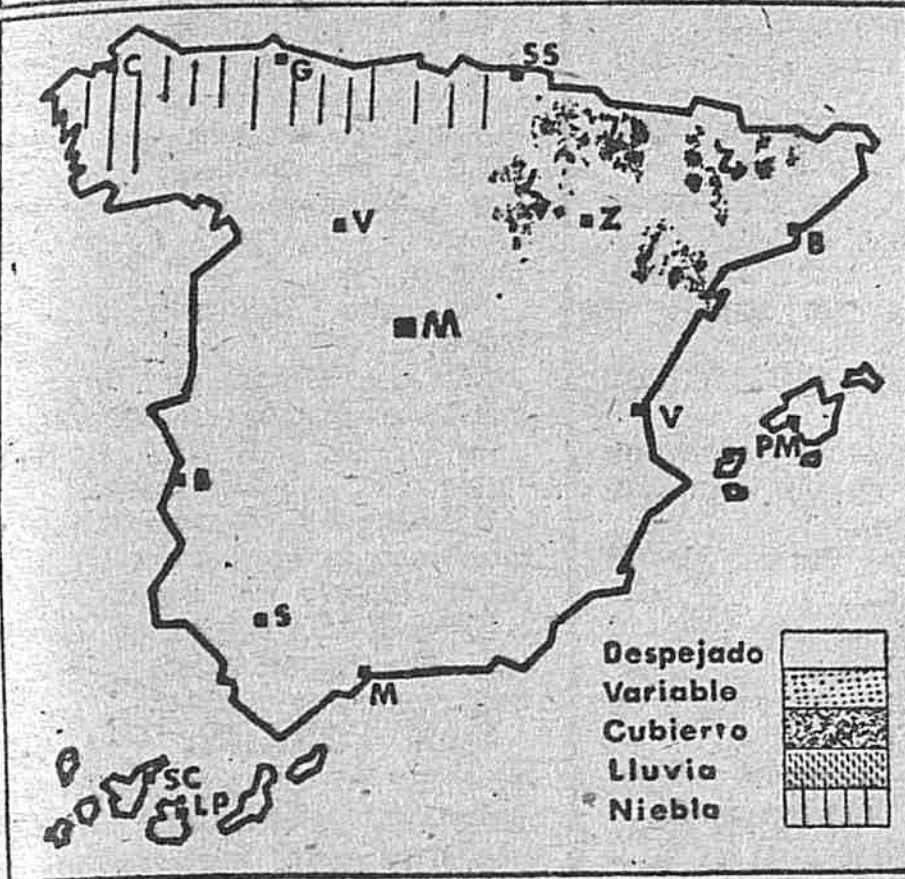 C
G
SS
V
Z
B
M
V
PM
B
S
M
SC
LP
Despejado
Variable
Cubierto
Lluvia
Niebla